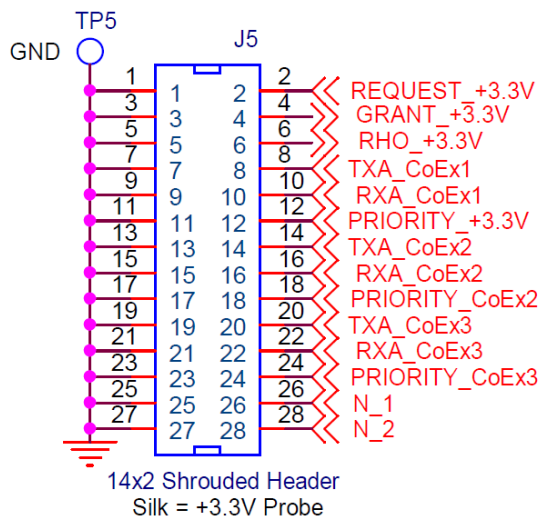 TP5
GND
J5
1 1 2 2 REQUEST_+3.3V
3 3 4 4 GRANT_+3.3V
5 5 6 6 RHO_+3.3V
7 7 8 8 TXA_CoEx1
9 9 10 10 RXA_CoEx1
11 11 12 12 PRIORITY_+3.3V
13 13 14 14 TXA_CoEx2
15 15 16 16 RXA_CoEx2
17 17 18 18 PRIORITY_CoEx2
19 19 20 20 TXA_CoEx3
21 21 22 22 RXA_CoEx3
23 23 24 24 PRIORITY_CoEx3
25 25 26 26 N_1
27 27 28 28 N_2
14x2 Shrouded Header
Silk = +3.3V Probe